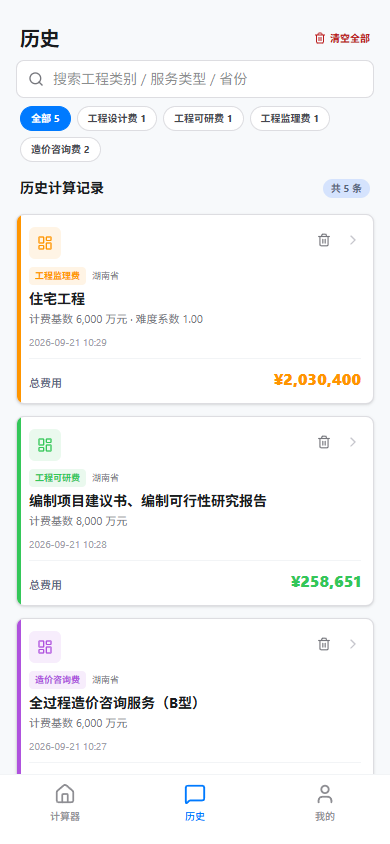 历史
清空全部
搜索工程类别 / 服务类型 / 省份
全部 5
工程设计费 1
工程可研费 1
工程监理费 1
造价咨询费 2
历史计算记录
共 5 条
工程监理费 湖南省
住宅工程
计费基数 6,000 万元 · 难度系数 1.00
2026-09-21 10:29
总费用 ¥2,030,400
工程可研费 湖南省
编制项目建议书、编制可行性研究报告
计费基数 8,000 万元
2026-09-21 10:28
总费用 ¥258,651
造价咨询费 湖南省
全过程造价咨询服务（B型）
计费基数 6,000 万元
2026-09-21 10:27
计算器
历史
我的